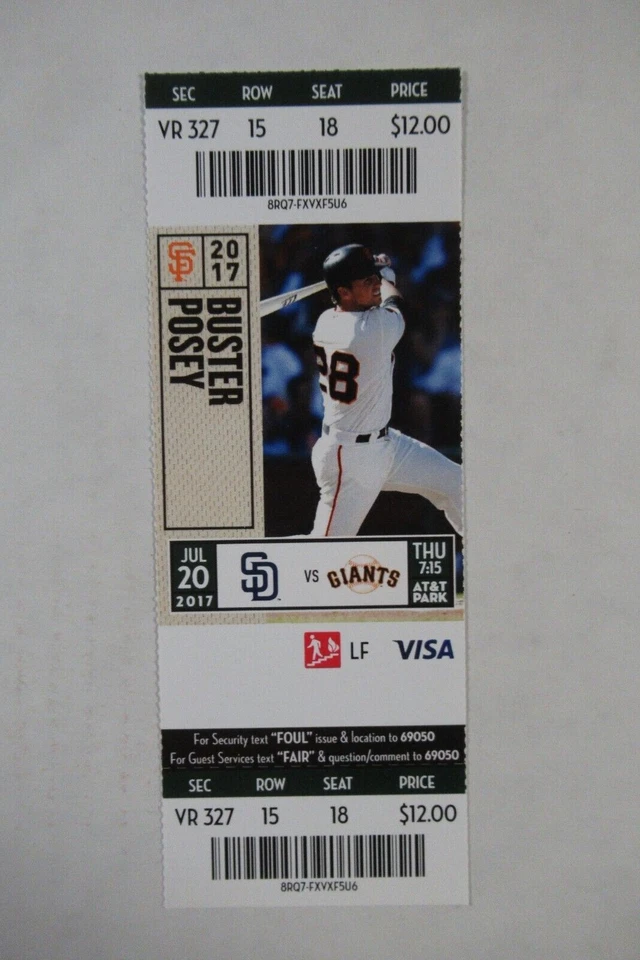 SEC ROW SEAT PRICE
VR 327 15 18 $12.00
8RQ7-FXVXF5U6
SF
20
17
BUSTER
POSEY
28
JUL
20
2017
SD
VS
GIANTS
THU
7:15
AT&T
PARK
LF
VISA
For Security text "FOUL" issue & location to 69050
For Guest Services text "FAIR" & question/comment to 69050
SEC ROW SEAT PRICE
VR 327 15 18 $12.00
8RQ7-FXVXF5U6